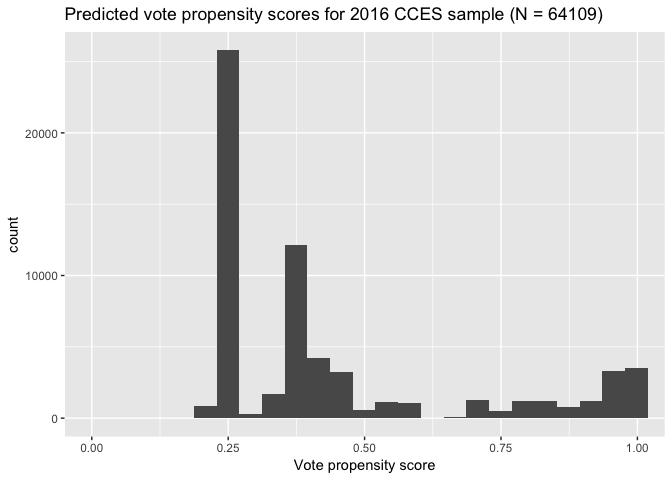 Predicted vote propensity scores for 2016 CCES sample (N = 64109)
20000
10000
0
count
0.00 0.25 0.50 0.75 1.00
Vote propensity score